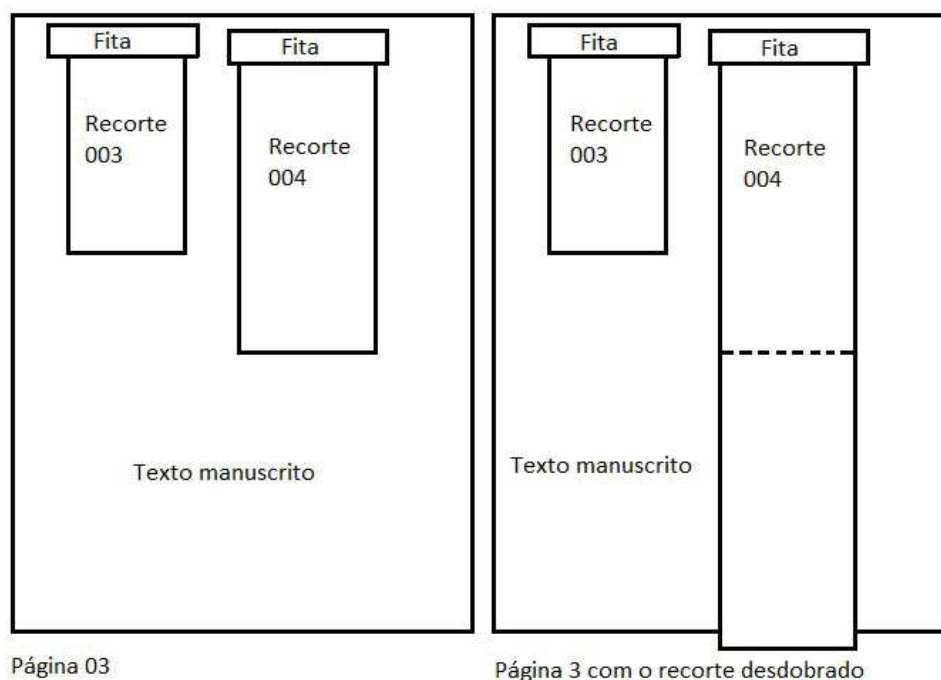 Fita
Recorte
003
Fita
Recorte
004
Texto manuscrito
Página 03
Fita
Recorte
003
Fita
Recorte
004
Texto manuscrito
Página 3 com o recorte desdobrado